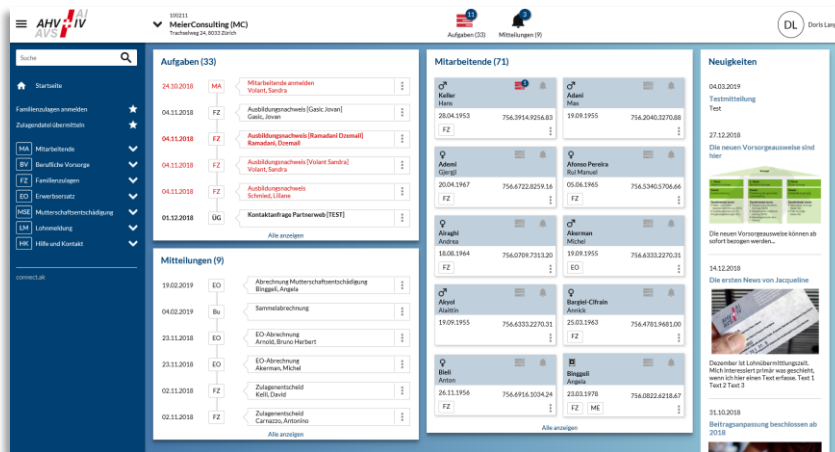 AHV IV
AVS AI
100211
MeierConsulting (MC)
Trachselweg 24, 8033 Zürich
11
Aufgaben (33)
3
Mitteilungen (9)
DL
Doris Lang
Suche
Startseite
Familienzulagen anmelden
Zulagendatei übermitteln
MA Mitarbeitende
BV Berufliche Vorsorge
FZ Familienzulagen
EO Erwerbsersatz
MSE Mutterschaftsentschädigung
LM Lohnmeldung
HK Hilfe und Kontakt
connect.ak
Aufgaben (33)
24.10.2018 MA Mitarbeitende anmelden
Volant, Sandra
04.11.2018 FZ Ausbildungsnachweis [Gasic Jovan]
Gasic, Jovan
04.11.2018 FZ Ausbildungsnachweis [Ramadani Dzemail]
Ramadani, Dzemail
04.11.2018 FZ Ausbildungsnachweis [Volant Sandra]
Volant, Sandra
04.11.2018 FZ Ausbildungsnachweis
Schmied, Liliane
01.12.2018 ÜG Kontaktanfrage Partnerweb [TEST]
Alle anzeigen
Mitteilungen (9)
19.02.2019 EO Abrechnung Mutterschaftsentschädigung
Binggeli, Angela
04.02.2019 Bu Sammelabrechnung
23.11.2018 EO EO-Abrechnung
Arnold, Bruno Herbert
23.11.2018 EO EO-Abrechnung
Akerman, Michel
02.11.2018 FZ Zulagenentscheid
Kelli, David
02.11.2018 FZ Zulagenentscheid
Carnazzo, Antonino
Alle anzeigen
Mitarbeitende (71)
1
Keller
Hans
28.04.1953 756.3914.9256.83
FZ
Adeni
Max
19.09.1955 756.2040.3270.88
Ademi
Gjergji
20.04.1967 756.6722.8259.16
FZ
Afonso Pereira
Rui Manuel
05.06.1965 756.5340.5706.66
FZ
Airaghi
Andrea
18.08.1964 756.0709.7313.20
FZ
Akerman
Michel
19.09.1955 756.6333.2270.31
EO
Akyol
Alaittin
19.09.1955 756.6333.2270.31
Bargiel-Cifrain
Annick
25.03.1963 756.4781.9681.00
FZ
Bieli
Anton
26.11.1956 756.6916.1034.24
FZ
Binggeli
Angela
23.03.1978 756.0822.6218.67
FZ ME
Alle anzeigen
Neuigkeiten
04.03.2019
Testmitteilung
Test
27.12.2018
Die neuen Vorsorgeausweise sind
hier
Die neuen Vorsorgeausweise können ab
sofort bezogen werden...
14.12.2018
Die ersten News von Jacqueline
AHV IV
AVS AI
Dezember ist Lohnübermittlungszeit.
Mich interessiert primär was geschieht,
wenn ich hier einen Text erfasse. Text 1
Text 2 Text 3
31.10.2018
Beitragsanpassung beschlossen ab
2018